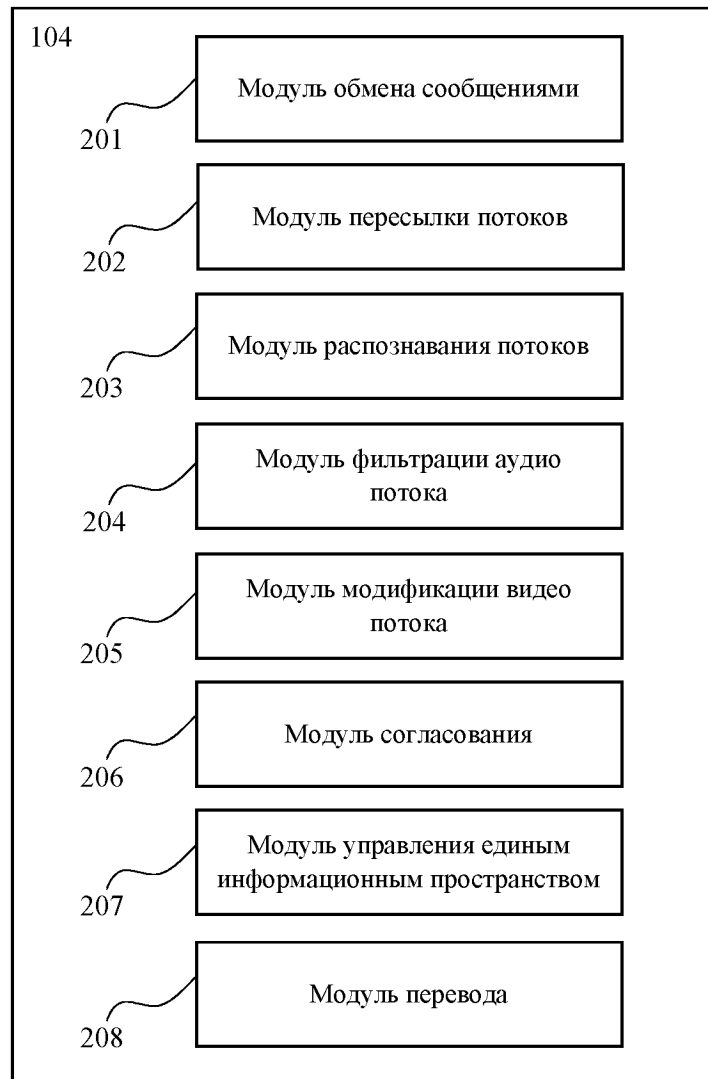 104
Модуль обмена сообщениями
201
Модуль пересылки потоков
202
Модуль распознавания потоков
203
Модуль фильтрации аудио
потока
204
Модуль модификации видео
потока
205
Модуль согласования
206
Модуль управления единым
информационным пространством
207
Модуль перевода
208